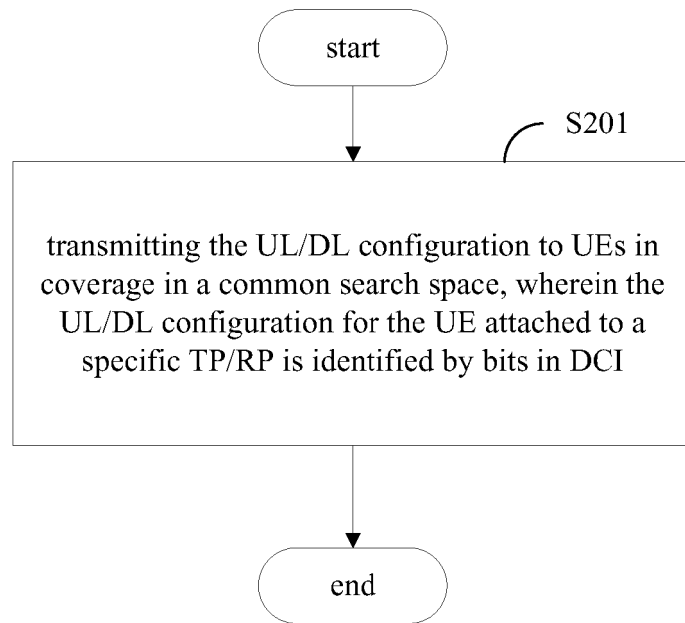 start
S201
transmitting the UL/DL configuration to UEs in
coverage in a common search space, wherein the
UL/DL configuration for the UE attached to a
specific TP/RP is identified by bits in DCI
end